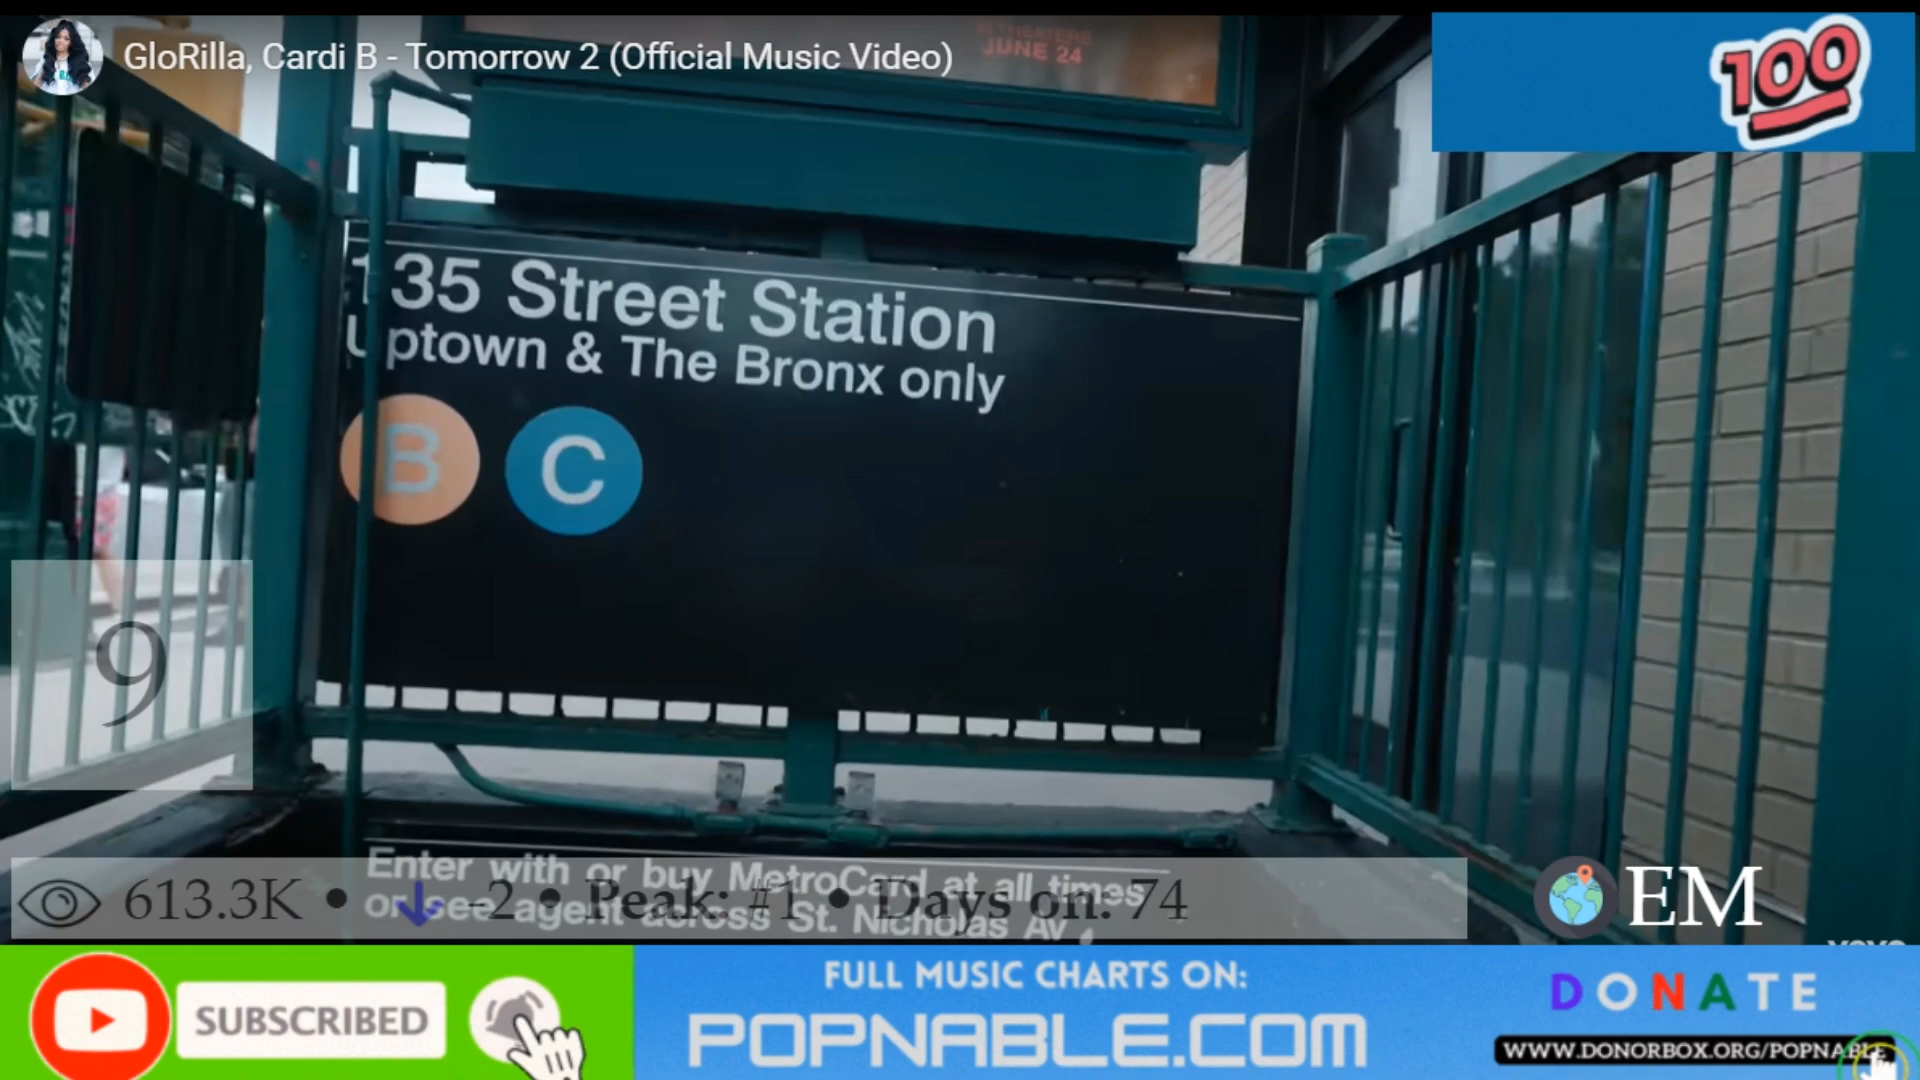 GloRilla, Cardi B - Tomorrow 2 (Official Music Video)
JUNE 24
100
135 Street Station
Uptown & The Bronx only
B C
9
Enter with or buy MetroCard at all times
or see agent across St. Nicholas Av
613.3K • -2 • Peak: #1 • Days on: 74
EM
vevo
SUBSCRIBED
FULL MUSIC CHARTS ON:
POPNABLE.COM
DONATE
WWW.DONORBOX.ORG/POPNABLE